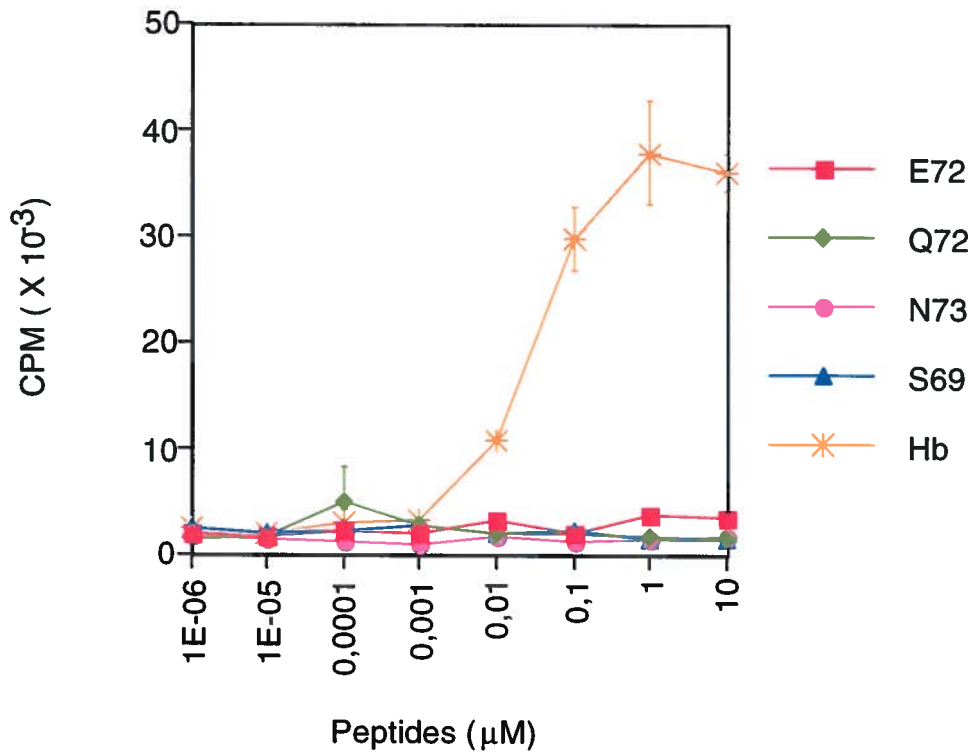 50
40
30
20
10
0
CPM ( X 10-3)
1E-06
1E-05
0,0001
0,001
0,01
0,1
1
10
Peptides (µM)
E72
Q72
N73
S69
Hb